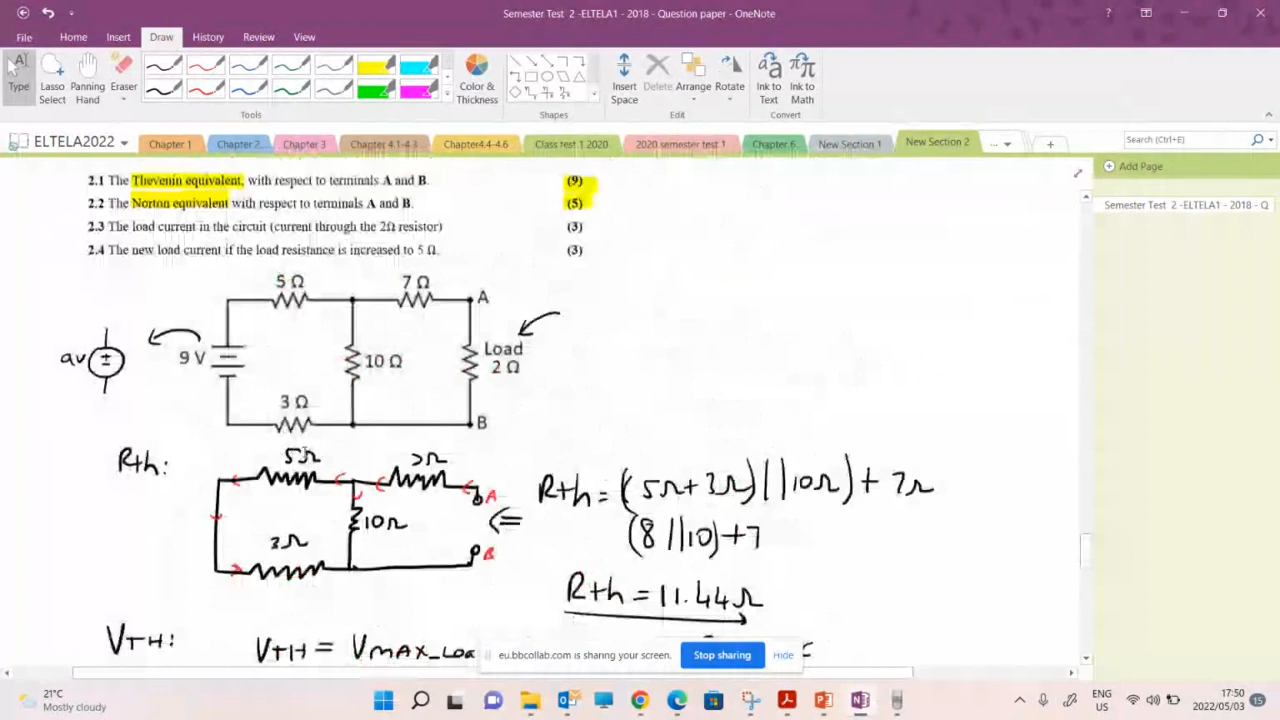 Semester Test 2 -ELTELA1 - 2018 - Question paper - OneNote
File Home Insert Draw History Review View
Type Lasso Select Panning Hand Eraser Color & Thickness Insert Space Delete Arrange Rotate Ink to Text Ink to Math
Tools Shapes Edit Convert
ELTELA2022 Chapter 1 Chapter 2... Chapter 3 Chapter 4.1-4.3 Chapter4.4-4.6 Class test 1 2020 2020 semester test 1 Chapter 6 New Section 1 New Section 2 ... + Search (Ctrl+E)
Add Page
Semester Test 2 -ELTELA1 - 2018 - Q
2.1 The Thevenin equivalent, with respect to terminals A and B. (9)
2.2 The Norton equivalent with respect to terminals A and B. (5)
2.3 The load current in the circuit (current through the 2Ω resistor) (3)
2.4 The new load current if the load resistance is increased to 5 Ω. (3)
5 Ω 7 Ω
A
9V ± 9 V 10 Ω Load
2 Ω
3 Ω
B
Rth:
5Ω 7Ω
A
10Ω
3Ω
B
Rth = (5Ω+3Ω)||10Ω)+7Ω
(8||10)+7
Rth = 11.44Ω
VTH: VTH = VMAX_LOA
eu.bbcollab.com is sharing your screen. Stop sharing Hide
21°C
Mostly cloudy
ENG
US
17:50
2022/05/03
15